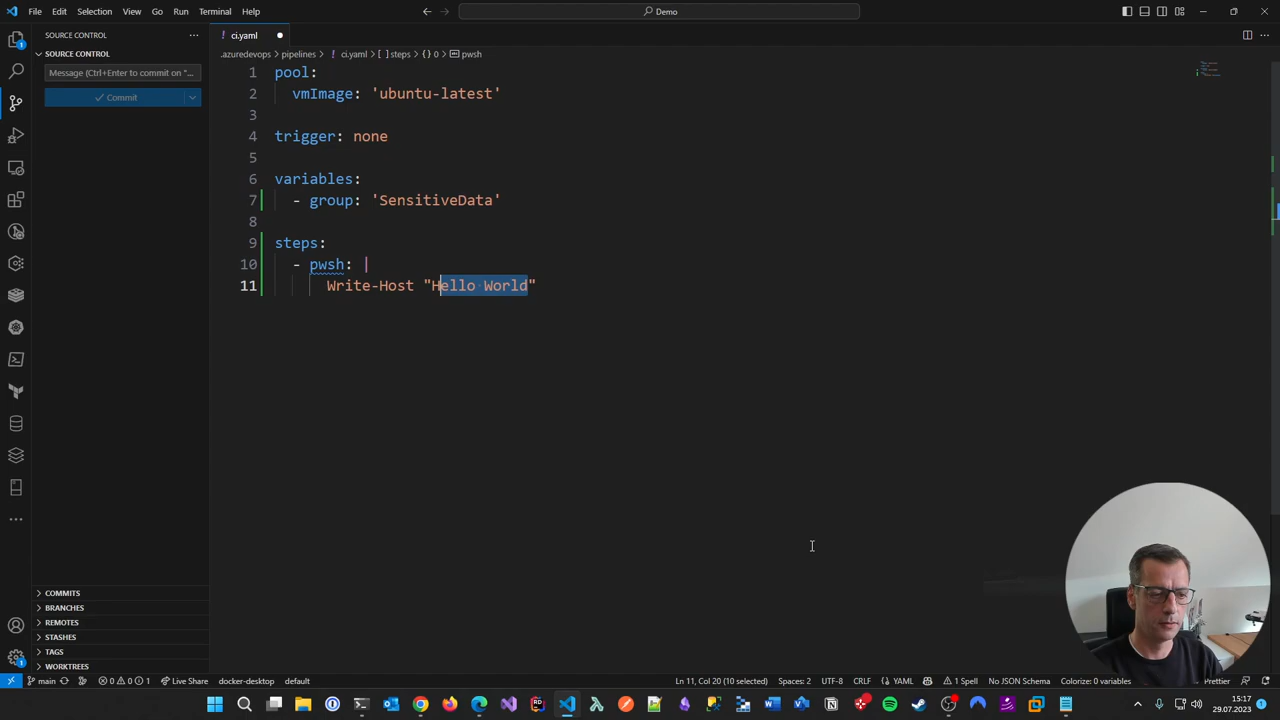 File Edit Selection View Go Run Terminal Help
Demo
SOURCE CONTROL
SOURCE CONTROL
Message (Ctrl+Enter to commit on "...
Commit
! ci.yaml
.azuredevops > pipelines > ! ci.yaml > [ ] steps > {} 0 > pwsh
1 pool:
2 vmImage: 'ubuntu-latest'
3
4 trigger: none
5
6 variables:
7 - group: 'SensitiveData'
8
9 steps:
10 - pwsh: |
11 Write-Host "Hello World"
COMMITS
BRANCHES
REMOTES
STASHES
TAGS
WORKTREES
main 0 0 1 Live Share docker-desktop default Ln 11, Col 20 (10 selected) Spaces: 2 UTF-8 CRLF YAML 1 Spell No JSON Schema Colorize: 0 variables Prettier
15:17
29.07.2023